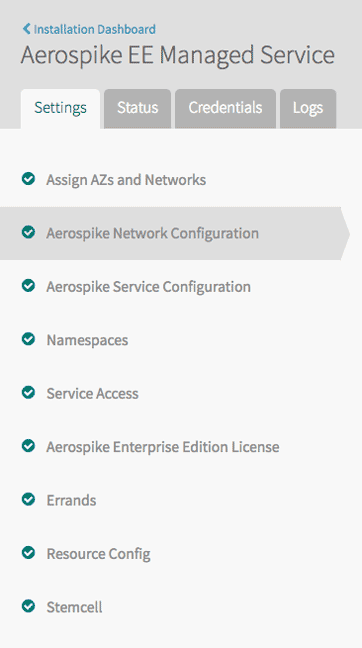 Installation Dashboard
Aerospike EE Managed Service
Settings Status Credentials Logs
Assign AZs and Networks
Aerospike Network Configuration
Aerospike Service Configuration
Namespaces
Service Access
Aerospike Enterprise Edition License
Errands
Resource Config
Stemcell